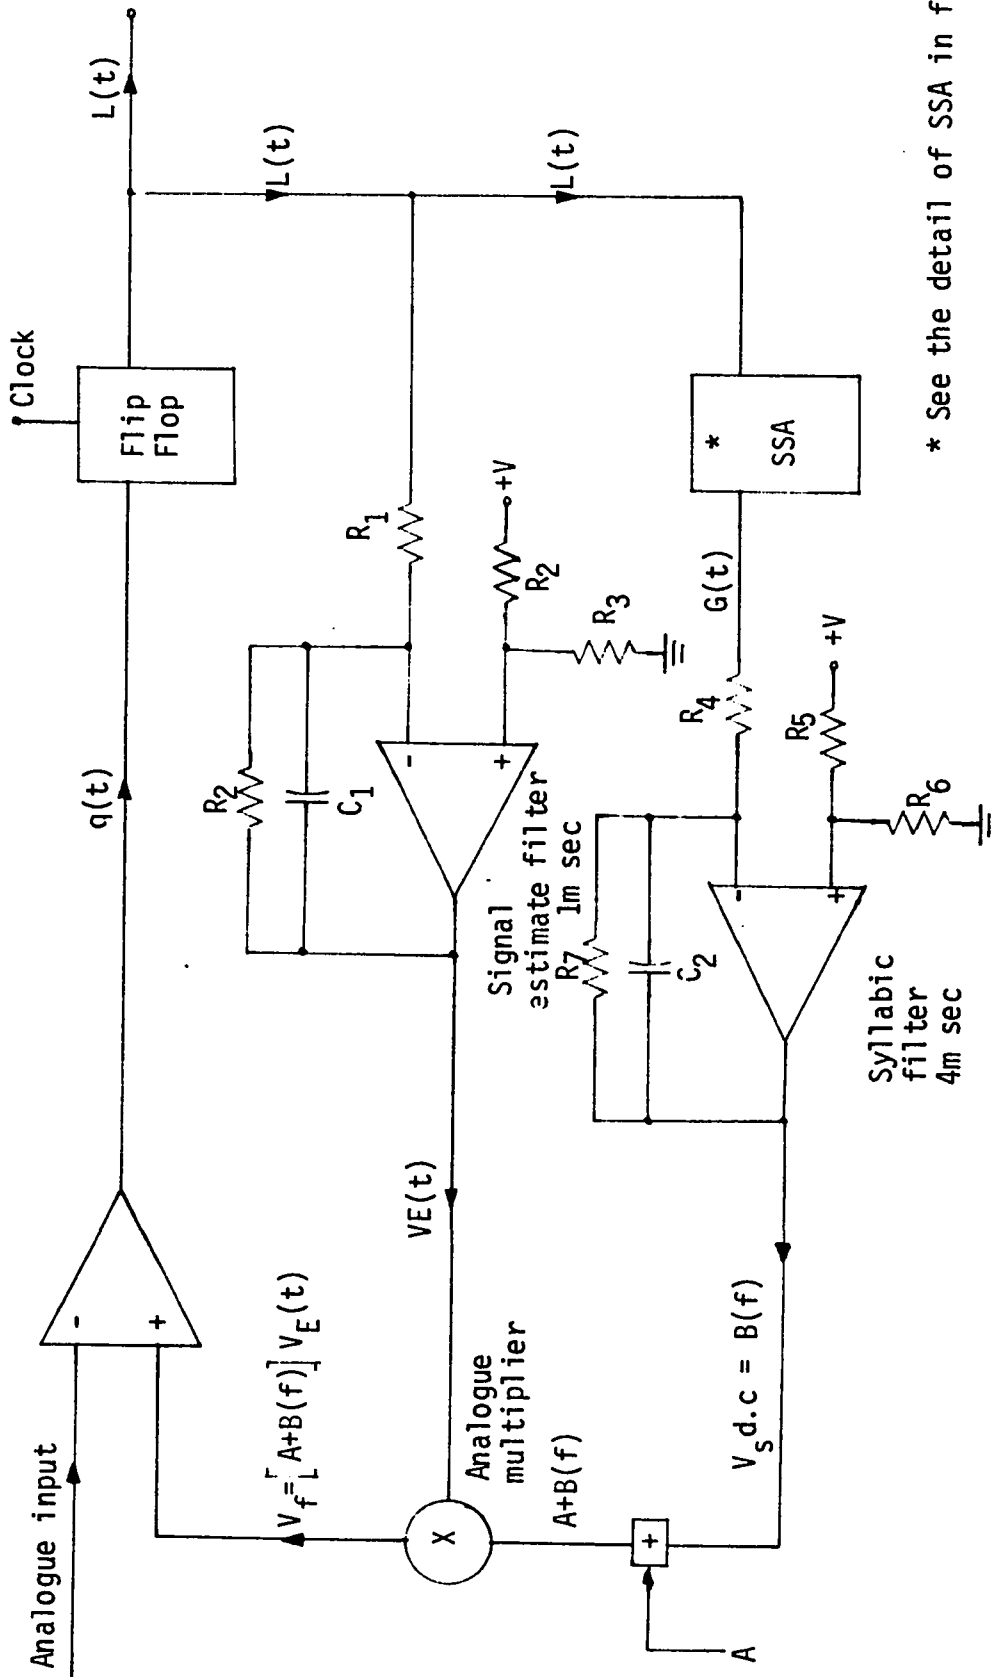 Analogue input
-
+
q(t)
Clock
Flip
Flop
L(t)
L(t)
L(t)
R1
R2
C1
-
+
+V
R2
R3
Signal
estimate filter
1m sec
VE(t)
Vf=[A+B(f)]VE(t)
X
Analogue
multiplier
A+B(f)
+
A
Vs d.c = B(f)
*
SSA
G(t)
R4
R5
+V
R6
R7
C2
-
+
Syllabic
filter
4m sec
* See the detail of SSA in f